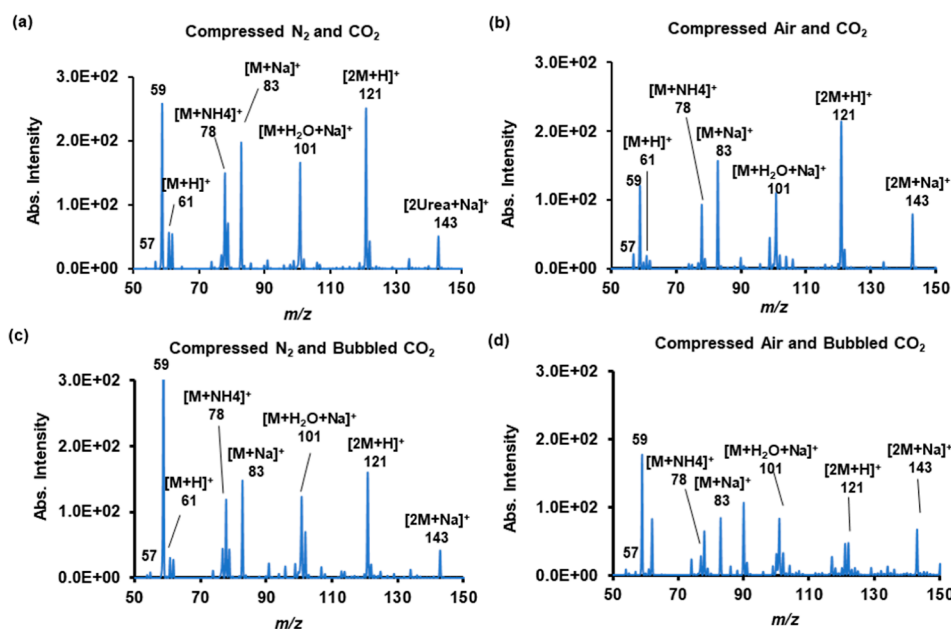 (a)
Compressed N₂ and CO₂
Abs. Intensity
3.0E+02
2.0E+02
1.0E+02
0.0E+00
57
59
[M+H]⁺
61
[M+NH4]⁺
78
[M+Na]⁺
83
[M+H₂O+Na]⁺
101
[2M+H]⁺
121
[2Urea+Na]⁺
143
50 70 90 110 130 150
m/z
(b)
Compressed Air and CO₂
Abs. Intensity
3.0E+02
2.0E+02
1.0E+02
0.0E+00
57
59
[M+H]⁺
61
[M+NH4]⁺
78
[M+Na]⁺
83
[M+H₂O+Na]⁺
101
[2M+H]⁺
121
[2M+Na]⁺
143
50 70 90 110 130 150
m/z
(c)
Compressed N₂ and Bubbled CO₂
Abs. Intensity
3.0E+02
2.0E+02
1.0E+02
0.0E+00
57
59
[M+H]⁺
61
[M+NH4]⁺
78
[M+Na]⁺
83
[M+H₂O+Na]⁺
101
[2M+H]⁺
121
[2M+Na]⁺
143
50 70 90 110 130 150
m/z
(d)
Compressed Air and Bubbled CO₂
Abs. Intensity
3.0E+02
2.0E+02
1.0E+02
0.0E+00
57
59
[M+NH4]⁺
78
[M+Na]⁺
83
[M+H₂O+Na]⁺
101
[2M+H]⁺
121
[2M+Na]⁺
143
50 70 90 110 130 150
m/z